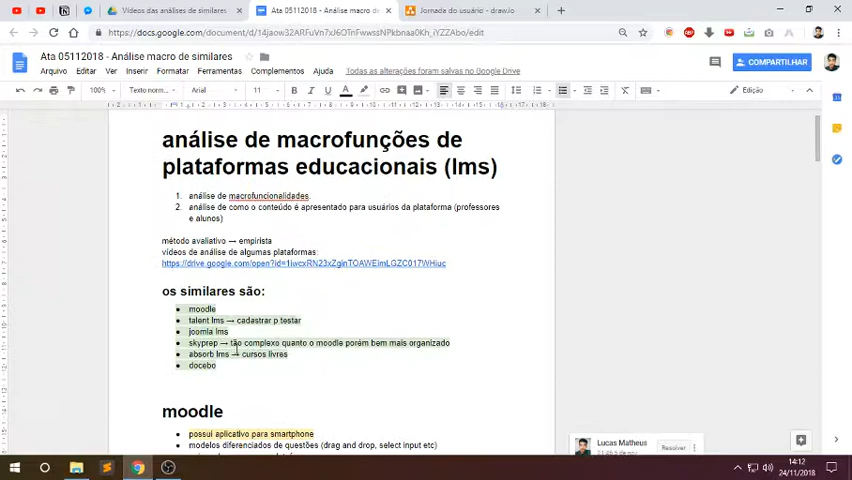 Vídeos das análises de similares
Ata 05112018 - Análise macro de
Jornada do usuário - draw.io
Ata 05112018 - Análise macro de similares
COMPARTILHAR
Arquivo Editar Ver Inserir Formatar Ferramentas Complementos Ajuda Todas as alterações foram salvas no Google Drive
100% Texto norm... Arial 11 Edição
análise de macrofunções de
plataformas educacionais (lms)
1. análise de macrofuncionalidades.
2. análise de como o conteúdo é apresentado para usuários da plataforma (professores
e alunos)
método avaliativo → empirista
vídeos de análise de algumas plataformas:
os similares são:
moodle
talent lms → cadastrar p testar
joomla lms
skyprep → tão complexo quanto o moodle porém bem mais organizado
absorb lms → cursos livres
docebo
moodle
possui aplicativo para smartphone
modelos diferenciados de questões (drag and drop, select input etc)
Lucas Matheus
Resolver
14:12
24/11/2018